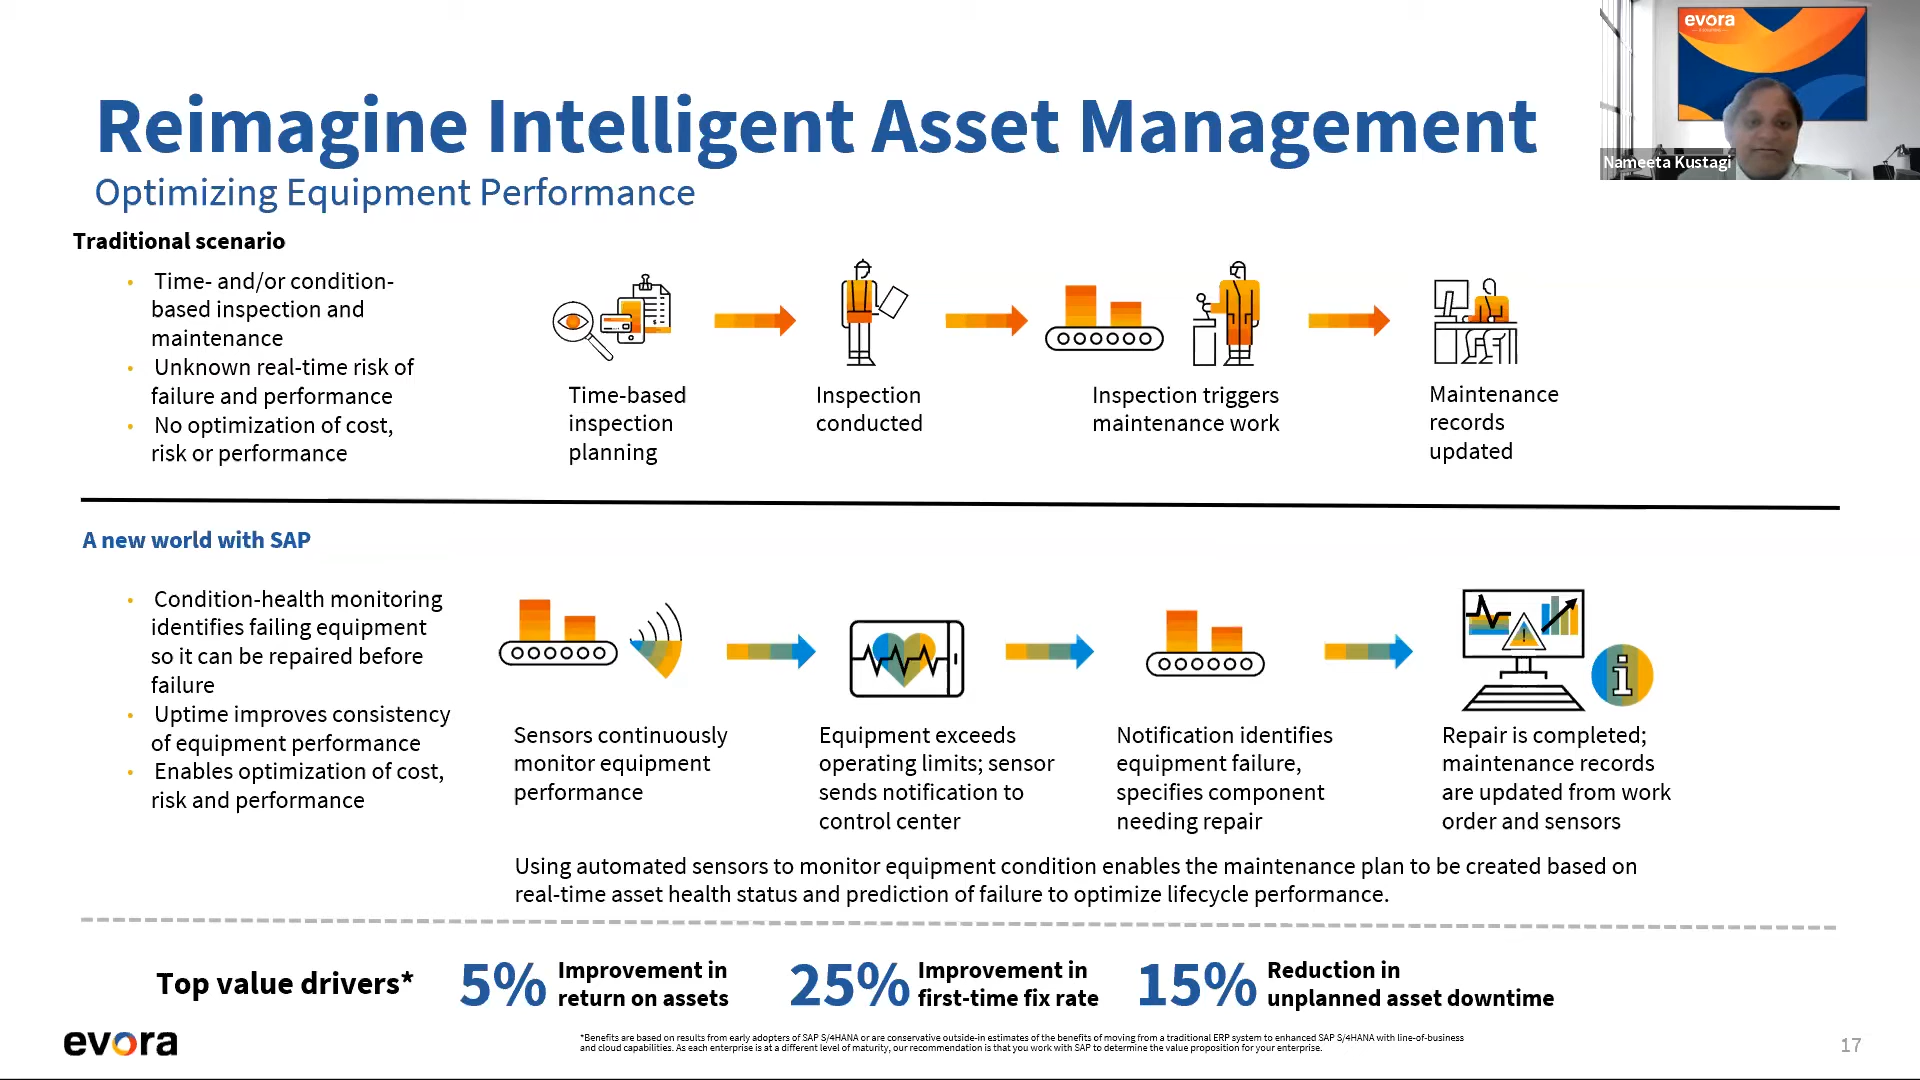 evora
Nameeta Kustagi
Reimagine Intelligent Asset Management
Optimizing Equipment Performance
Traditional scenario
• Time- and/or condition-
based inspection and
maintenance
• Unknown real-time risk of
failure and performance
• No optimization of cost,
risk or performance
Time-based
inspection
planning
Inspection
conducted
Inspection triggers
maintenance work
Maintenance
records
updated
A new world with SAP
• Condition-health monitoring
identifies failing equipment
so it can be repaired before
failure
• Uptime improves consistency
of equipment performance
• Enables optimization of cost,
risk and performance
Sensors continuously
monitor equipment
performance
Equipment exceeds
operating limits; sensor
sends notification to
control center
Notification identifies
equipment failure,
specifies component
needing repair
Repair is completed;
maintenance records
are updated from work
order and sensors
Using automated sensors to monitor equipment condition enables the maintenance plan to be created based on
real-time asset health status and prediction of failure to optimize lifecycle performance.
Top value drivers*
5% Improvement in
return on assets
25% Improvement in
first-time fix rate
15% Reduction in
unplanned asset downtime
evora
*Benefits are based on results from early adopters of SAP S/4HANA or are conservative outside-in estimates of the benefits of moving from a traditional ERP system to enhanced SAP S/4HANA with line-of-business
and cloud capabilities. As each enterprise is at a different level of maturity, our recommendation is that you work with SAP to determine the value proposition for your enterprise.
17